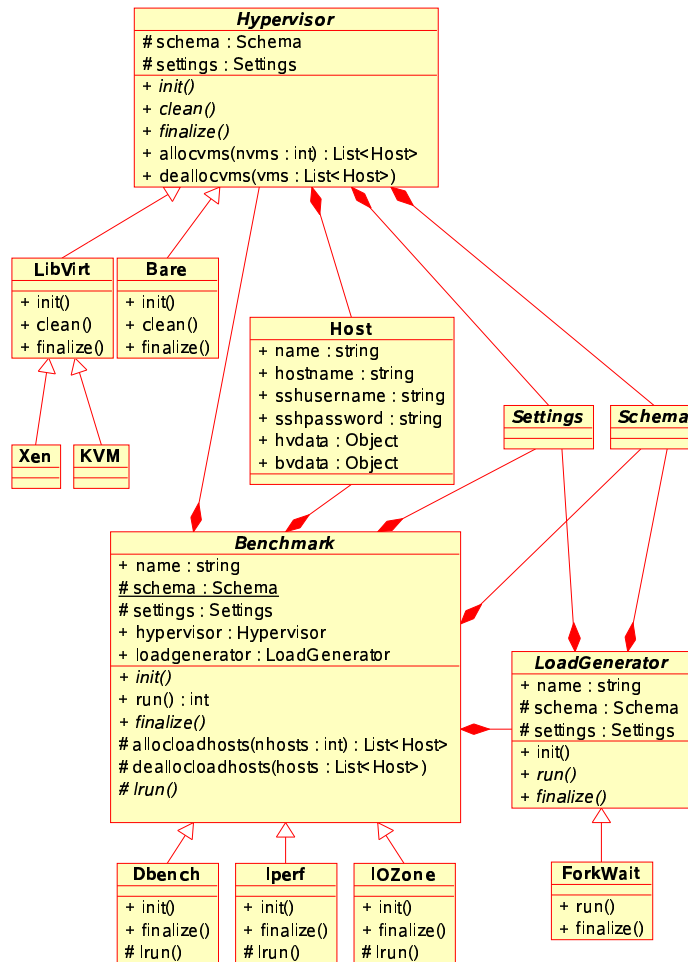 Hypervisor
# schema : Schema
# settings : Settings
+ init()
+ clean()
+ finalize()
+ allocvms(nvms : int) : List<Host>
+ deallocvms(vms : List<Host>)
LibVirt
+ init()
+ clean()
+ finalize()
Bare
+ init()
+ clean()
+ finalize()
Host
+ name : string
+ hostname : string
+ sshusername : string
+ sshpassword : string
+ hvdata : Object
+ bvdata : Object
Settings
Schema
Xen
KVM
Benchmark
+ name : string
# schema : Schema
# settings : Settings
+ hypervisor : Hypervisor
+ loadgenerator : LoadGenerator
+ init()
+ run() : int
+ finalize()
# allocloadhosts(nhosts : int) : List<Host>
# deallocloadhosts(hosts : List<Host>)
# lrun()
LoadGenerator
+ name : string
# schema : Schema
# settings : Settings
+ init()
+ run()
+ finalize()
Dbench
+ init()
+ finalize()
# lrun()
Iperf
+ init()
+ finalize()
# lrun()
IOZone
+ init()
+ finalize()
# lrun()
ForkWait
+ run()
+ finalize()